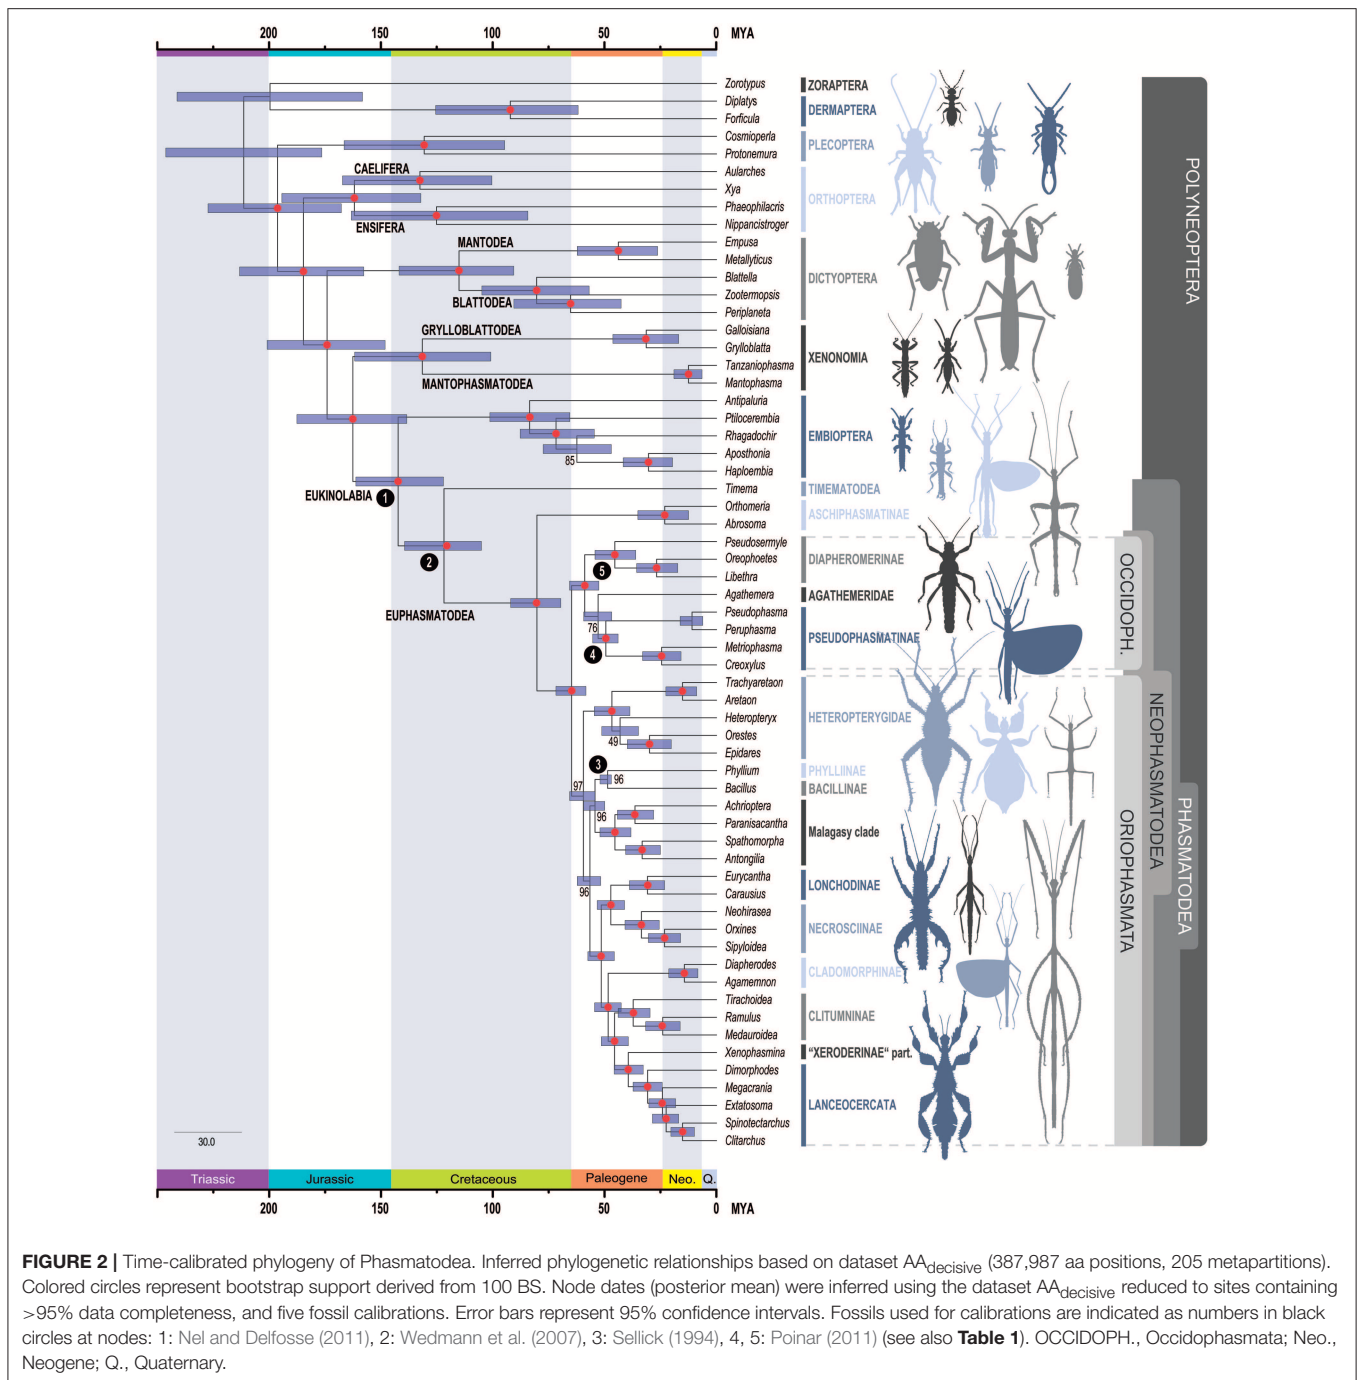 200 150 100 50 0 MYA
Zorotypus
Diplatys
Forficula
Cosmioperla
Protonemura
Aularches
Xya
Phaeophilacris
Nippancistroger
Empusa
Metallyticus
Blattella
Zootermopsis
Periplaneta
Galloisiana
Grylloblatta
Tanzaniophasma
Mantophasma
Antipaluria
Ptilocerembia
Rhagadochir
Aposthonia
Haploembia
Timema
Orthomeria
Abrosoma
Pseudosermyle
Oreophoetes
Libethra
Agathemera
Pseudophasma
Peruphasma
Metriophasma
Creoxylus
Trachyaretaon
Aretaon
Heteropteryx
Orestes
Epidares
Phyllium
Bacillus
Achrioptera
Paranisacantha
Spathomorpha
Antongilia
Eurycantha
Carausius
Neohirasea
Orxines
Sipyloidea
Diapherodes
Agamemnon
Tirachoidea
Ramulus
Medauroidea
Xenophasmina
Dimorphodes
Megacrania
Extatosoma
Spinotectarchus
Clitarchus
CAELIFERA
ENSIFERA
MANTODEA
BLATTODEA
GRYLLOBLATTODEA
MANTOPHASMATODEA
85
EUKINOLABIA
1
2
EUPHASMATODEA
5
76
4
49
3
96
97
96
96
30.0
ZORAPTERA
DERMAPTERA
PLECOPTERA
ORTHOPTERA
DICTYOPTERA
XENONOMIA
EMBIOPTERA
TIMEMATODEA
ASCHIPHASMATINAE
DIAPHEROMERINAE
AGATHEMERIDAE
PSEUDOPHASMATINAE
HETEROPTERYGIDAE
PHYLLIINAE
BACILLINAE
Malagasy clade
LONCHODINAE
NECROSCIINAE
CLADOMORPHINAE
CLITUMNINAE
"XERODERINAE" part.
LANCEOCERCATA
POLYNEOPTERA
OCCIDOPH.
NEOPHASMATODEA
PHASMATODEA
ORIOPHASMATA
Triassic Jurassic Cretaceous Paleogene Neo. Q.
200 150 100 50 0 MYA
FIGURE 2 | Time-calibrated phylogeny of Phasmatodea. Inferred phylogenetic relationships based on dataset AAdecisive (387,987 aa positions, 205 metapartitions).
Colored circles represent bootstrap support derived from 100 BS. Node dates (posterior mean) were inferred using the dataset AAdecisive reduced to sites containing
>95% data completeness, and five fossil calibrations. Error bars represent 95% confidence intervals. Fossils used for calibrations are indicated as numbers in black
circles at nodes: 1: Nel and Delfosse (2011), 2: Wedmann et al. (2007), 3: Sellick (1994), 4, 5: Poinar (2011) (see also Table 1). OCCIDOPH., Occidophasmata; Neo.,
Neogene; Q., Quaternary.